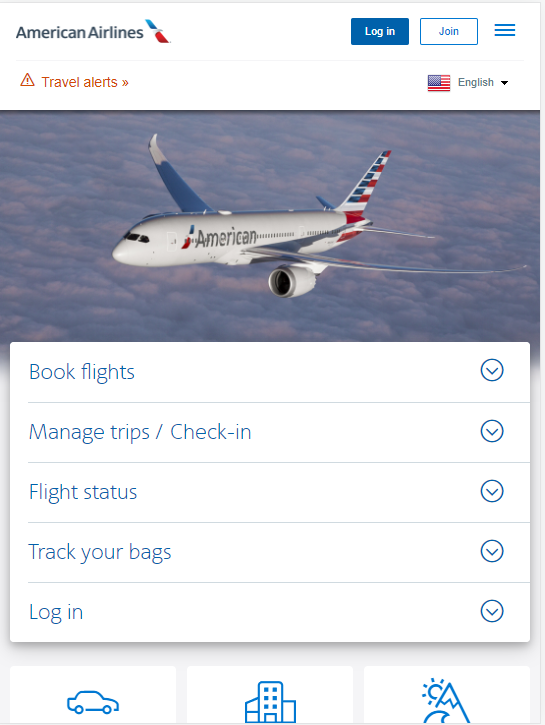 American Airlines
Log in
Join
Travel alerts »
English
American
Book flights
Manage trips / Check-in
Flight status
Track your bags
Log in